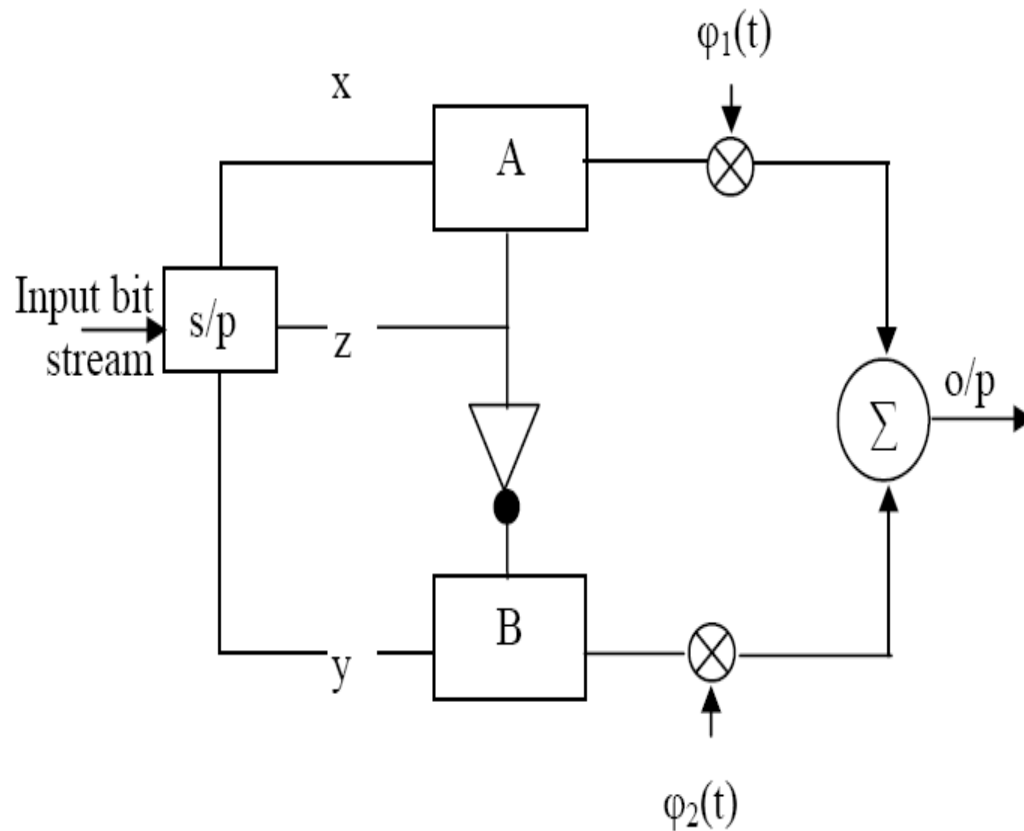 φ₁(t)
x
A
Input bit
stream
s/p
z
o/p
Σ
B
y
φ₂(t)